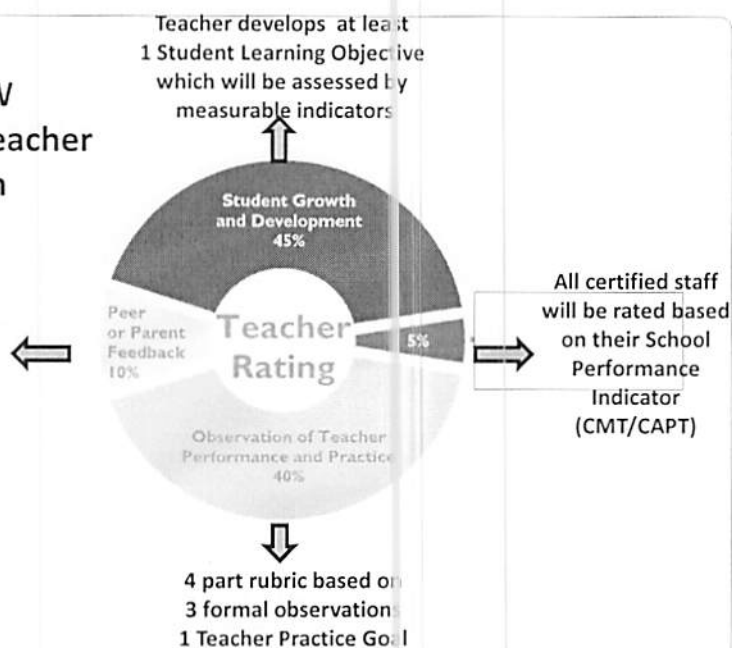 Teacher develops at least
1 Student Learning Objective
which will be assessed by
measurable indicators
eacher
Student Growth
and Development
45%
Peer
or Parent
Feedback
10%
Teacher
Rating
5%
All certified staff
will be rated based
on their School
Performance
Indicator
(CMT/CAPT)
Observation of Teacher
Performance and Practice
40%
4 part rubric based on
3 formal observations
1 Teacher Practice Goal